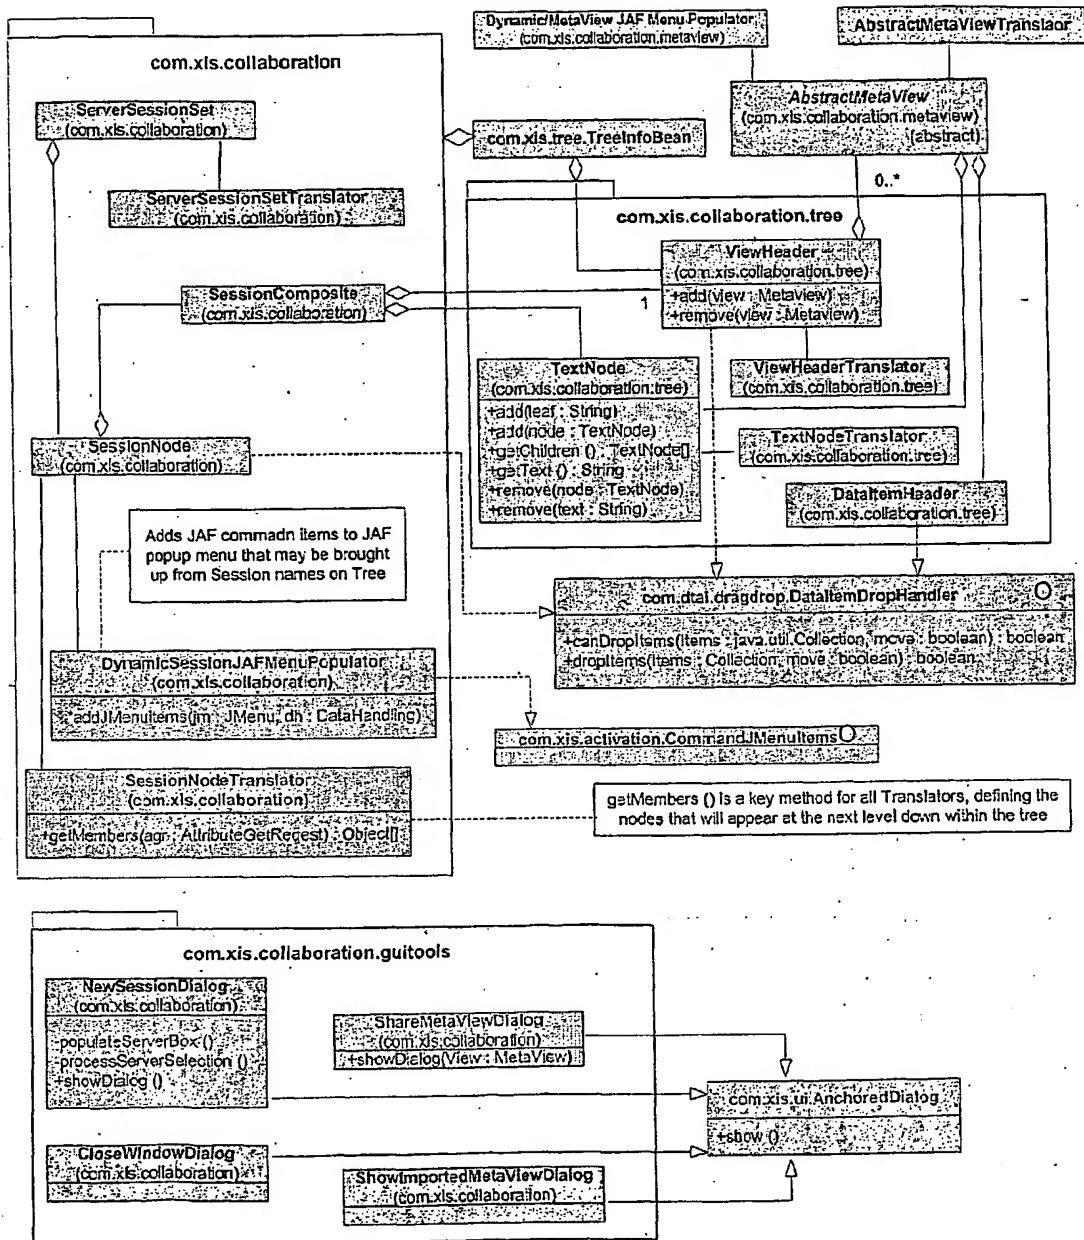 com.xis.collaboration
ServerSessionSet
(com.xis.collaboration)
ServerSessionSetTranslator
(com.xis.collaboration)
SessionComposite
(com.xis.collaboration)
SessionNode
(com.xis.collaboration)
Adds JAF commadn items to JAF
popup menu that may be brought
up from Session names on Tree
DynamicSessionJAFMenuPopulator
(com.xis.collaboration)
addJMenuItems(jm : JMenu, dh : DataHandling)
SessionNodeTranslator
(com.xis.collaboration)
+getMembers(agr : AttributeGetReqest) : Object[]
Dynamic/MetaView JAF Menu Populator
(com.xis.collaboration.metaview)
AbstractMetaViewTranslaor
AbstractMetaView
(com.xis.collaboration.metaview)
{abstract}
com.xis.tree.TreeInfoBean
0..*
com.xis.collaboration.tree
ViewHeader
(com.xis.collaboration.tree)
+add(view : Metaview)
+remove(view : Metaview)
1
ViewHeaderTranslator
(com.xis.collaboration.tree)
TextNode
(com.xis.collaboration.tree)
+add(leaf : String)
+add(node : TextNode)
+getChildren () : TextNode[]
+getText () : String
+remove(node : TextNode)
+remove(text : String)
TextNodeTranslator
(com.xis.collaboration.tree)
DataItemHeader
(com.xis.collaboration.tree)
com.dtai.dragdrop.DataItemDropHandler
+canDropItems(items : java.util.Collection, move : boolean) : boolean
+dropItems(items : Collection, move : boolean) : boolean
com.xis.activation.CommandJMenuItems
getMembers () is a key method for all Translators, defining the
nodes that will appear at the next level down within the tree
com.xis.collaboration.guitools
NewSessionDialog
(com.xis.collaboration)
-populateServerBox ()
-processServerSelection ()
+showDialog ()
ShareMetaViewDialog
(com.xis.collaboration)
+showDialog(View : MetaView)
CloseWindowDialog
(com.xis.collaboration)
ShowImportedMetaViewDialog
(com.xis.collaboration)
com.xis.ui.AnchoredDialog
+show ()